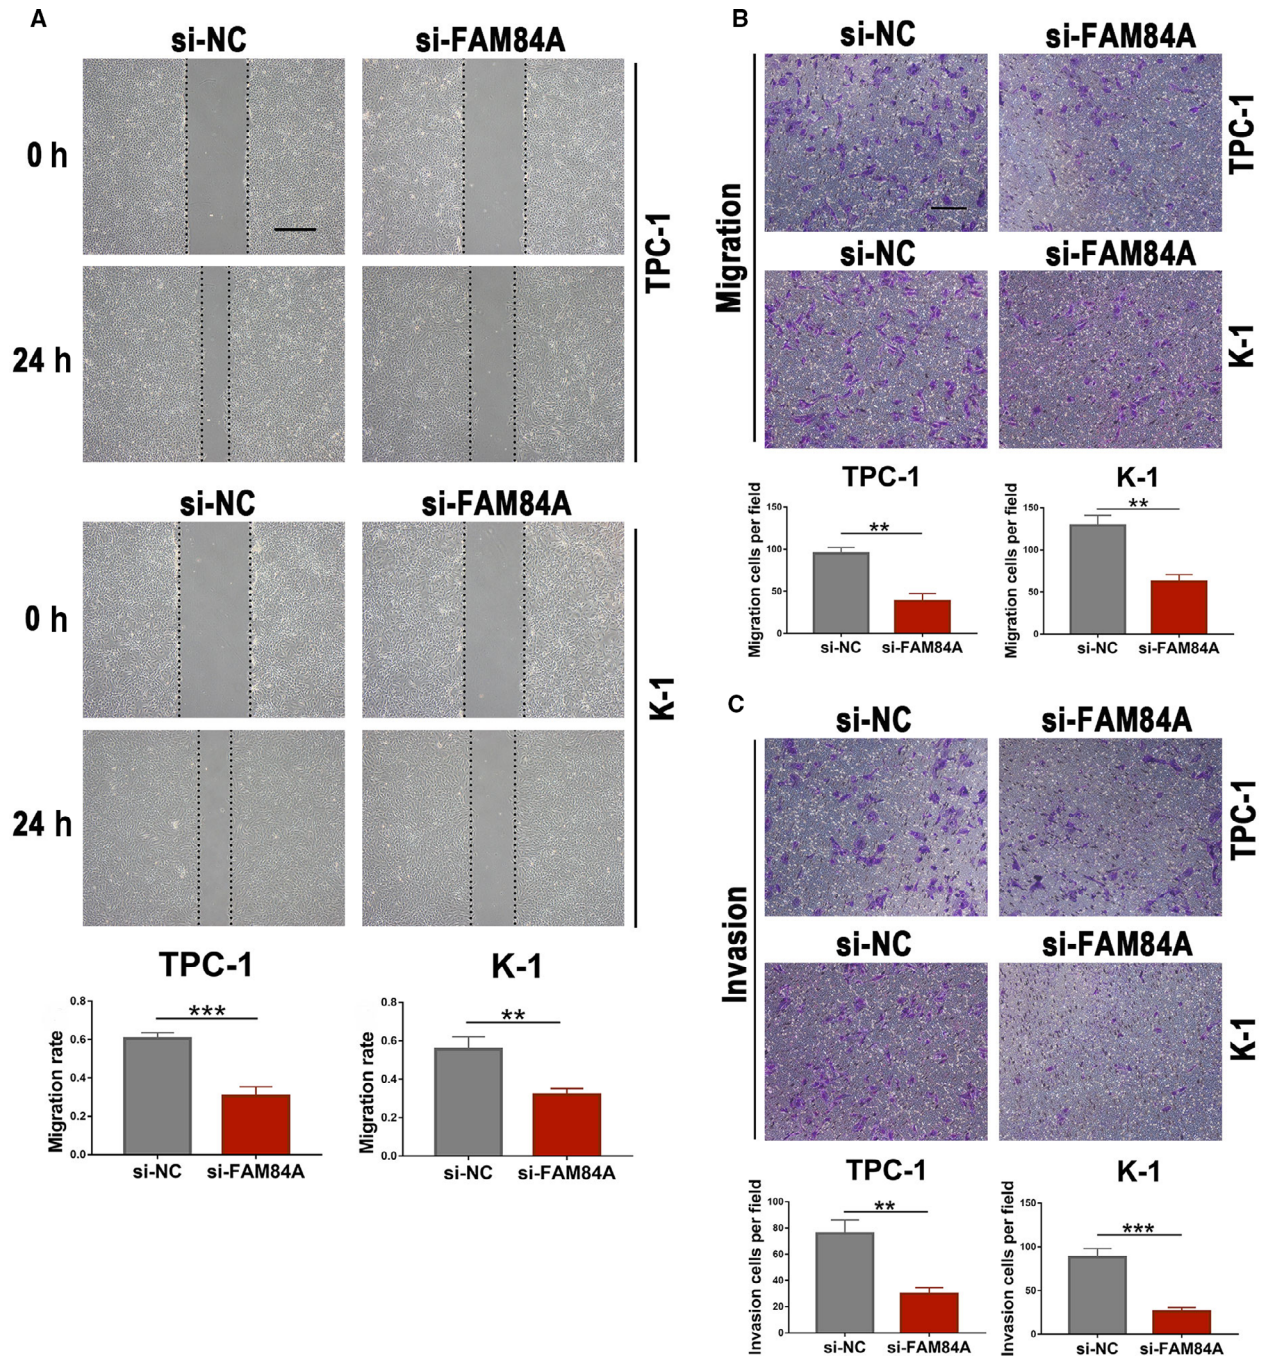 A
si-NC si-FAM84A
0 h
TPC-1
24 h
si-NC si-FAM84A
0 h
K-1
24 h
TPC-1
Migration rate
0.8
0.6
0.4
0.2
0.0
***
si-NC si-FAM84A
K-1
Migration rate
0.8
0.6
0.4
0.2
0.0
**
si-NC si-FAM84A
B
si-NC si-FAM84A
Migration
TPC-1
si-NC si-FAM84A
K-1
TPC-1
Migration cells per field
150
100
50
0
**
si-NC si-FAM84A
K-1
Migration cells per field
150
100
50
0
**
si-NC si-FAM84A
C
si-NC si-FAM84A
Invasion
TPC-1
si-NC si-FAM84A
K-1
TPC-1
Invasion cells per field
100
80
60
40
20
0
**
si-NC si-FAM84A
K-1
Invasion cells per field
150
100
50
0
***
si-NC si-FAM84A